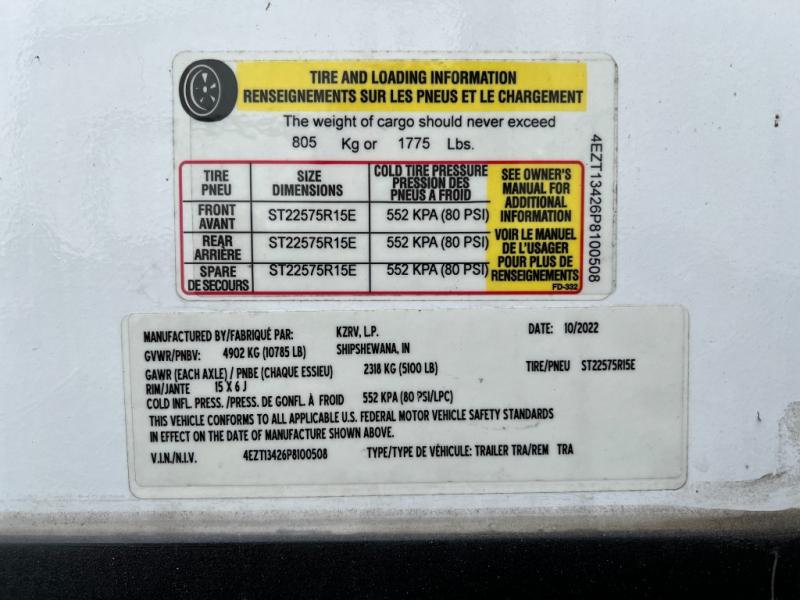 TIRE AND LOADING INFORMATION
RENSEIGNEMENTS SUR LES PNEUS ET LE CHARGEMENT
The weight of cargo should never exceed
805 Kg or 1775 Lbs.
TIRE
PNEU
SIZE
DIMENSIONS
COLD TIRE PRESSURE
PRESSION DES
PNEUS A FROID
FRONT
AVANT
ST22575R15E
552 KPA (80 PSI)
REAR
ARRIÈRE
ST22575R15E
552 KPA (80 PSI)
SPARE
DE SECOURS
ST22575R15E
552 KPA (80 PSI)
SEE OWNER'S
MANUAL FOR
ADDITIONAL
INFORMATION
VOIR LE MANUEL
DE L'USAGER
POUR PLUS DE
RENSEIGNEMENTS
FD-332
4EZT13426P8100508
MANUFACTURED BY/FABRIQUÉ PAR: KZRV, L.P. DATE: 10/2022
GVWR/PNBV: 4902 KG (10785 LB) SHIPSHEWANA, IN
GAWR (EACH AXLE) / PNBE (CHAQUE ESSIEU) 2318 KG (5100 LB) TIRE/PNEU ST22575R15E
RIM/JANTE 15 X 6 J
COLD INFL. PRESS. /PRESS. DE GONFL. À FROID 552 KPA (80 PSI/LPC)
THIS VEHICLE CONFORMS TO ALL APPLICABLE U.S. FEDERAL MOTOR VEHICLE SAFETY STANDARDS
IN EFFECT ON THE DATE OF MANUFACTURE SHOWN ABOVE.
V.I.N./N.I.V. 4EZT13426P8100508 TYPE/TYPE DE VÉHICULE: TRAILER TRA/REM TRA